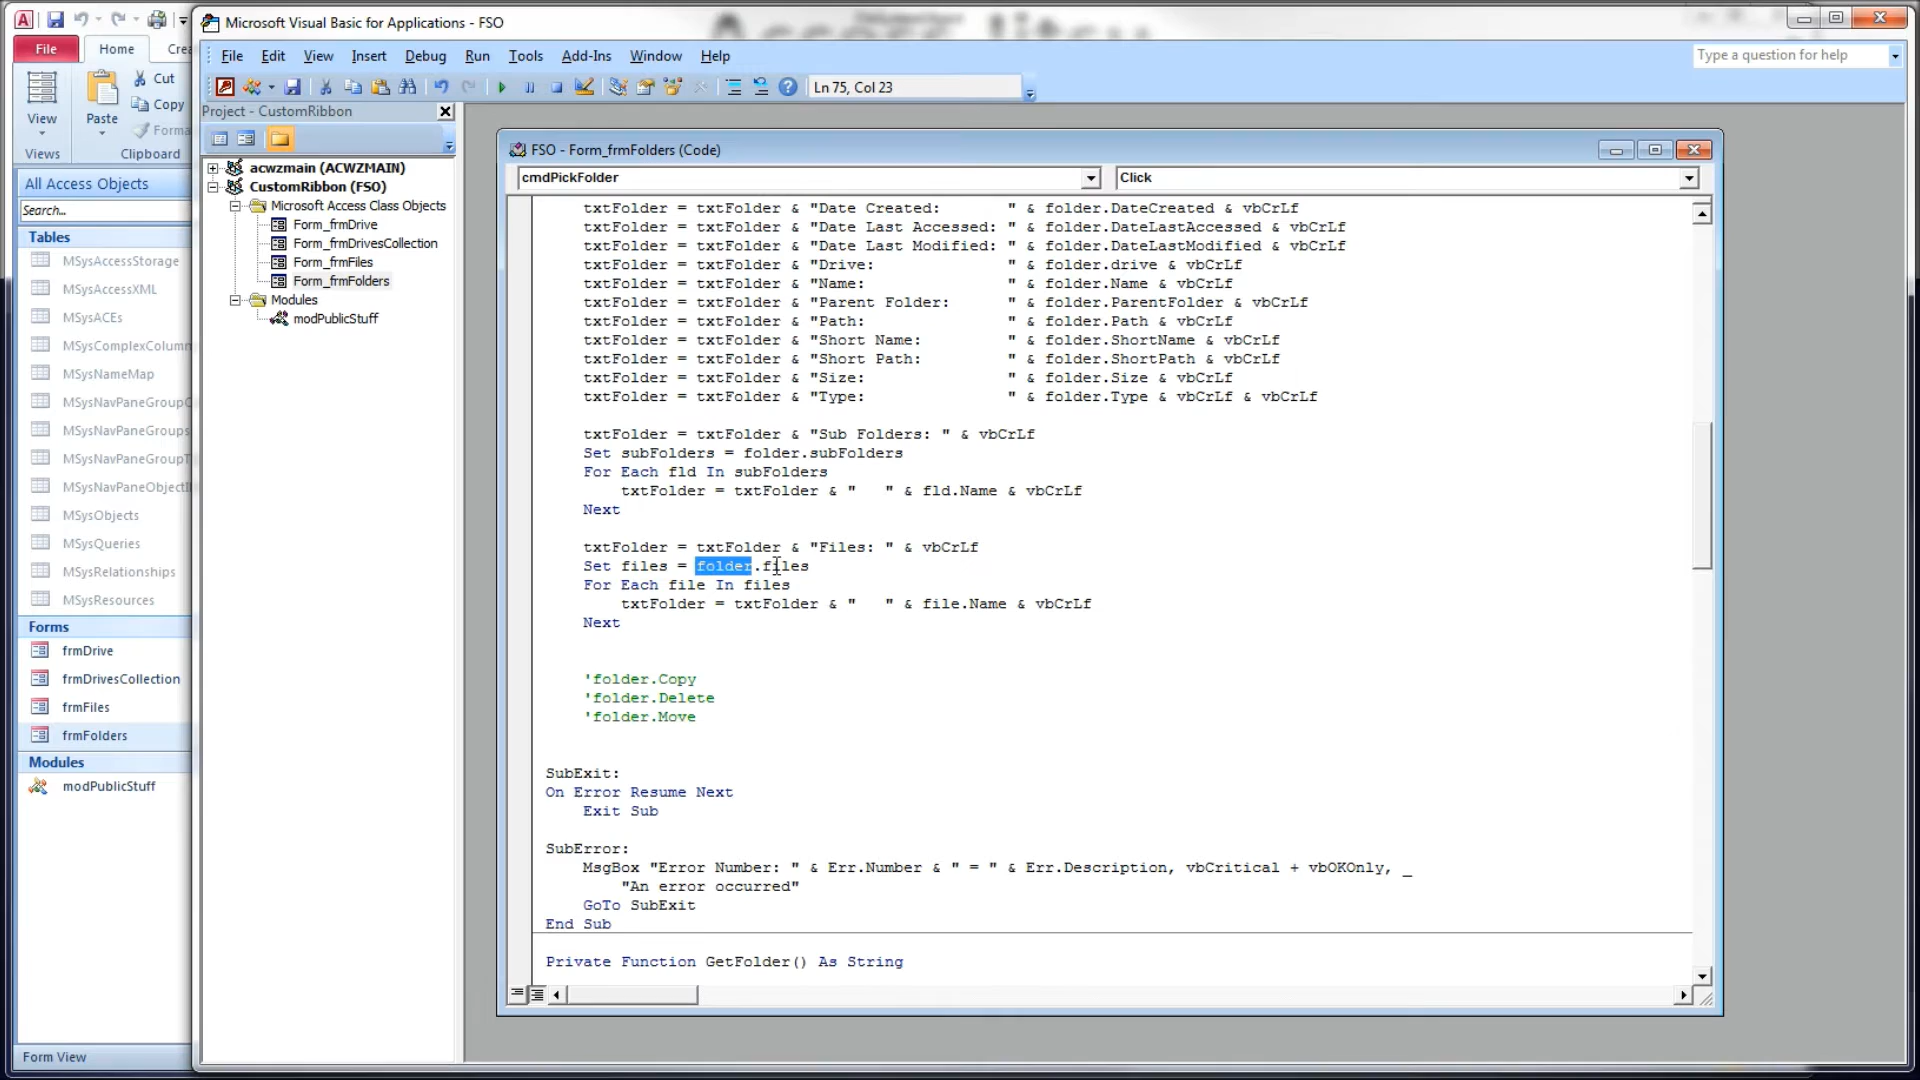 Microsoft Visual Basic for Applications - FSO
File Edit View Insert Debug Run Tools Add-Ins Window Help
Type a question for help
Ln 75, Col 23
File
Home
View
Views
Paste
Cut
Copy
Forma
Clipboard
All Access Objects
Search...
Tables
MSysAccessStorage
MSysAccessXML
MSysACEs
MSysComplexColumn
MSysNameMap
MSysNavPaneGroupC
MSysNavPaneGroups
MSysNavPaneGroupT
MSysNavPaneObjectI
MSysObjects
MSysQueries
MSysRelationships
MSysResources
Forms
frmDrive
frmDrivesCollection
frmFiles
frmFolders
Modules
modPublicStuff
Form View
Project - CustomRibbon
acwzmain (ACWZMAIN)
CustomRibbon (FSO)
Microsoft Access Class Objects
Form_frmDrive
Form_frmDrivesCollection
Form_frmFiles
Form_frmFolders
Modules
modPublicStuff
FSO - Form_frmFolders (Code)
cmdPickFolder
Click
txtFolder = txtFolder & "Date Created:       " & folder.DateCreated & vbCrLf
txtFolder = txtFolder & "Date Last Accessed: " & folder.DateLastAccessed & vbCrLf
txtFolder = txtFolder & "Date Last Modified: " & folder.DateLastModified & vbCrLf
txtFolder = txtFolder & "Drive:              " & folder.drive & vbCrLf
txtFolder = txtFolder & "Name:               " & folder.Name & vbCrLf
txtFolder = txtFolder & "Parent Folder:      " & folder.ParentFolder & vbCrLf
txtFolder = txtFolder & "Path:               " & folder.Path & vbCrLf
txtFolder = txtFolder & "Short Name:         " & folder.ShortName & vbCrLf
txtFolder = txtFolder & "Short Path:         " & folder.ShortPath & vbCrLf
txtFolder = txtFolder & "Size:               " & folder.Size & vbCrLf
txtFolder = txtFolder & "Type:               " & folder.Type & vbCrLf & vbCrLf
txtFolder = txtFolder & "Sub Folders: " & vbCrLf
Set subFolders = folder.subFolders
For Each fld In subFolders
txtFolder = txtFolder & "   " & fld.Name & vbCrLf
Next
txtFolder = txtFolder & "Files: " & vbCrLf
Set files = folder.files
For Each file In files
txtFolder = txtFolder & "   " & file.Name & vbCrLf
Next
'folder.Copy
'folder.Delete
'folder.Move
SubExit:
On Error Resume Next
Exit Sub
SubError:
MsgBox "Error Number: " & Err.Number & " = " & Err.Description, vbCritical + vbOKOnly, _
"An error occurred"
GoTo SubExit
End Sub
Private Function GetFolder() As String